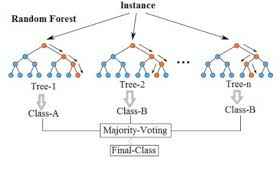 Instance
Random Forest
...
Tree-1
Tree-2
Tree-n
Class-A
Class-B
Class-B
Majority-Voting
Final-Class